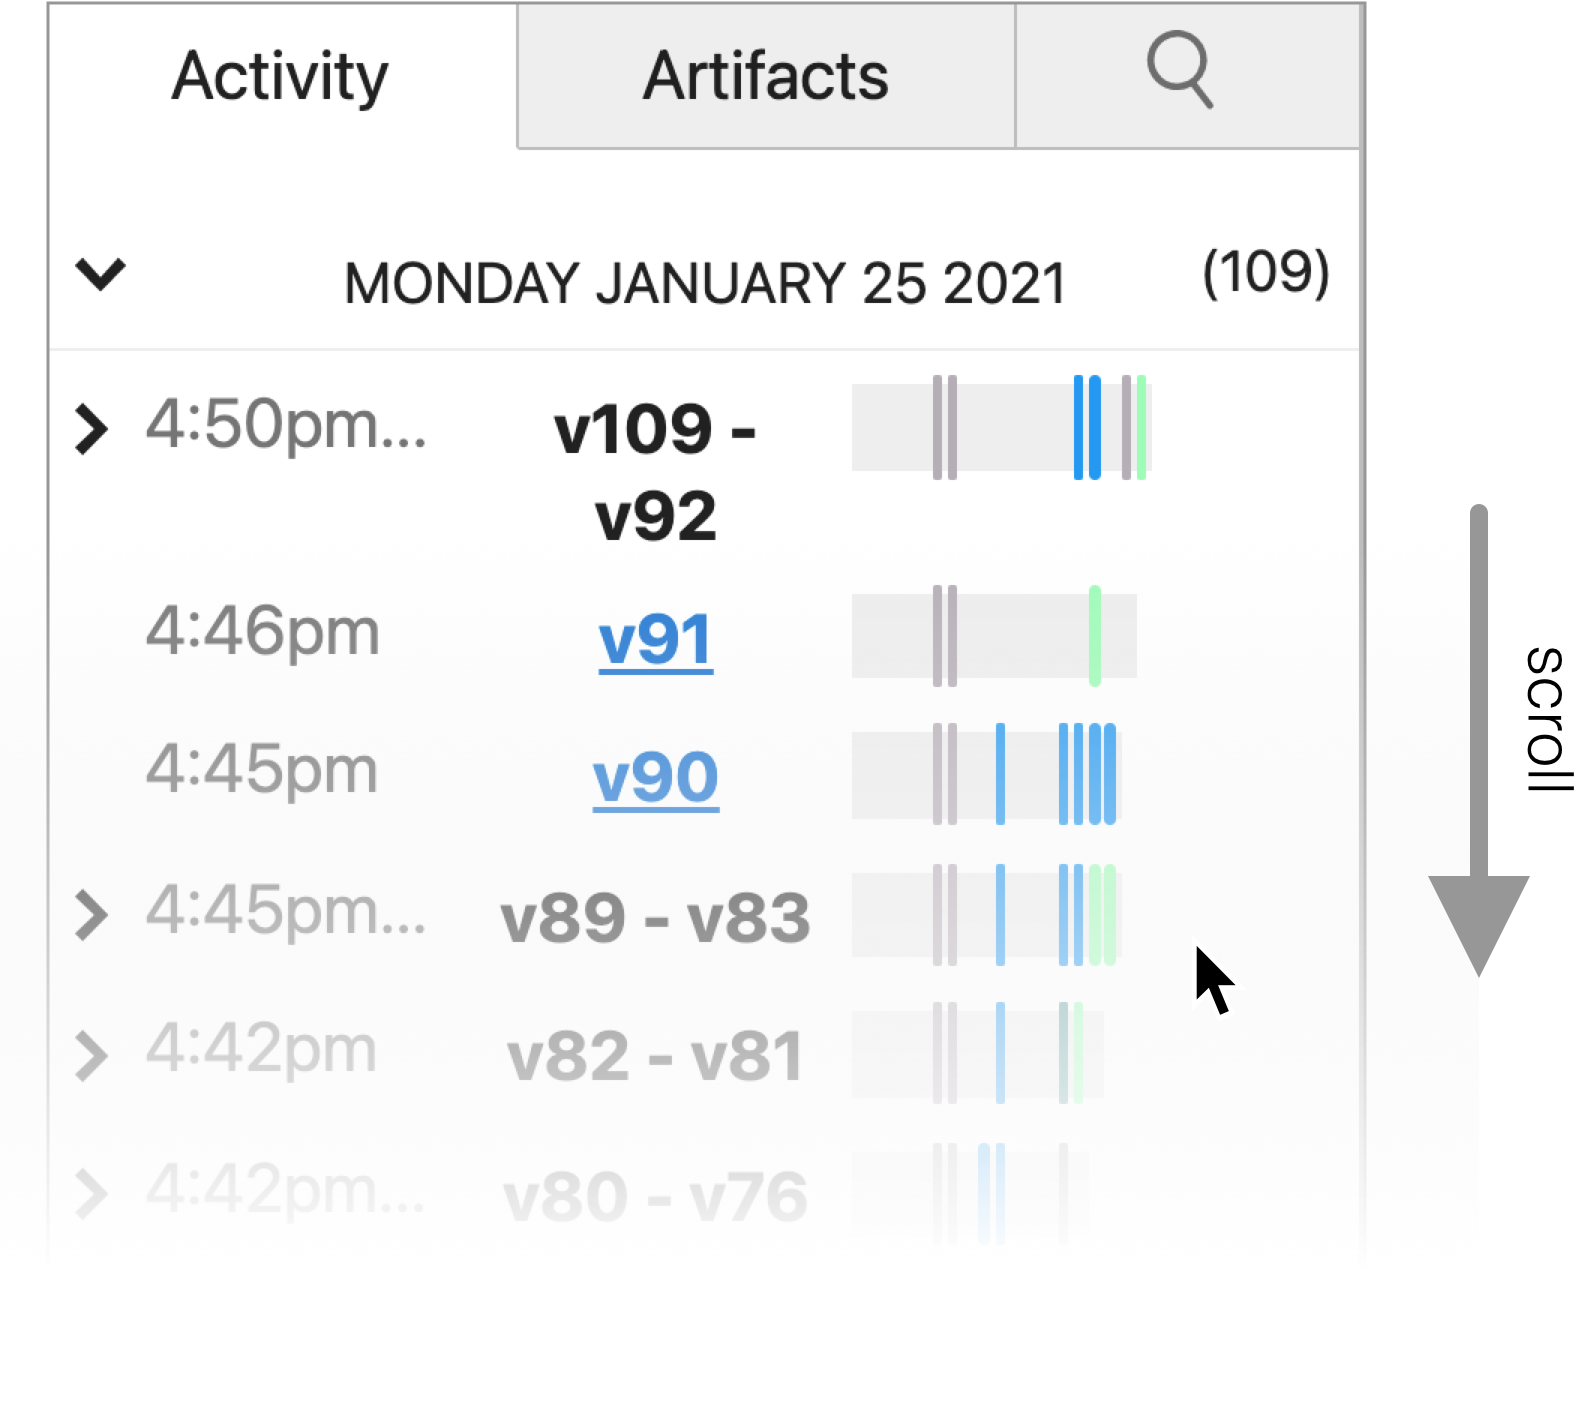 Activity
Artifacts
MONDAY JANUARY 25 2021
(109)
4:50pm...
v109 -
v92
4:46pm
v91
4:45pm
v90
4:45pm...
v89 - v83
4:42pm
v82 - v81
4:42pm...
v80 - v76
scroll